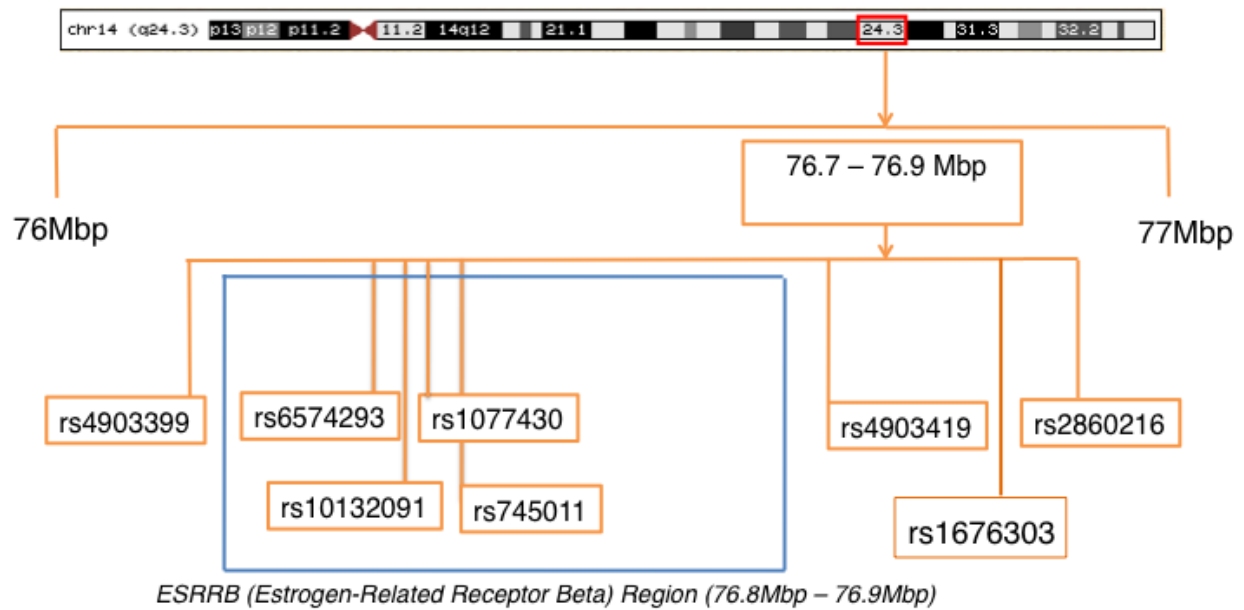 chr14 (q24.3) p13 p12 p11.2 11.2 14q12 21.1 24.3 31.3 32.2
76.7 – 76.9 Mbp
76Mbp
77Mbp
rs4903399
rs6574293
rs1077430
rs4903419
rs2860216
rs10132091
rs745011
rs1676303
ESRRB (Estrogen-Related Receptor Beta) Region (76.8Mbp – 76.9Mbp)